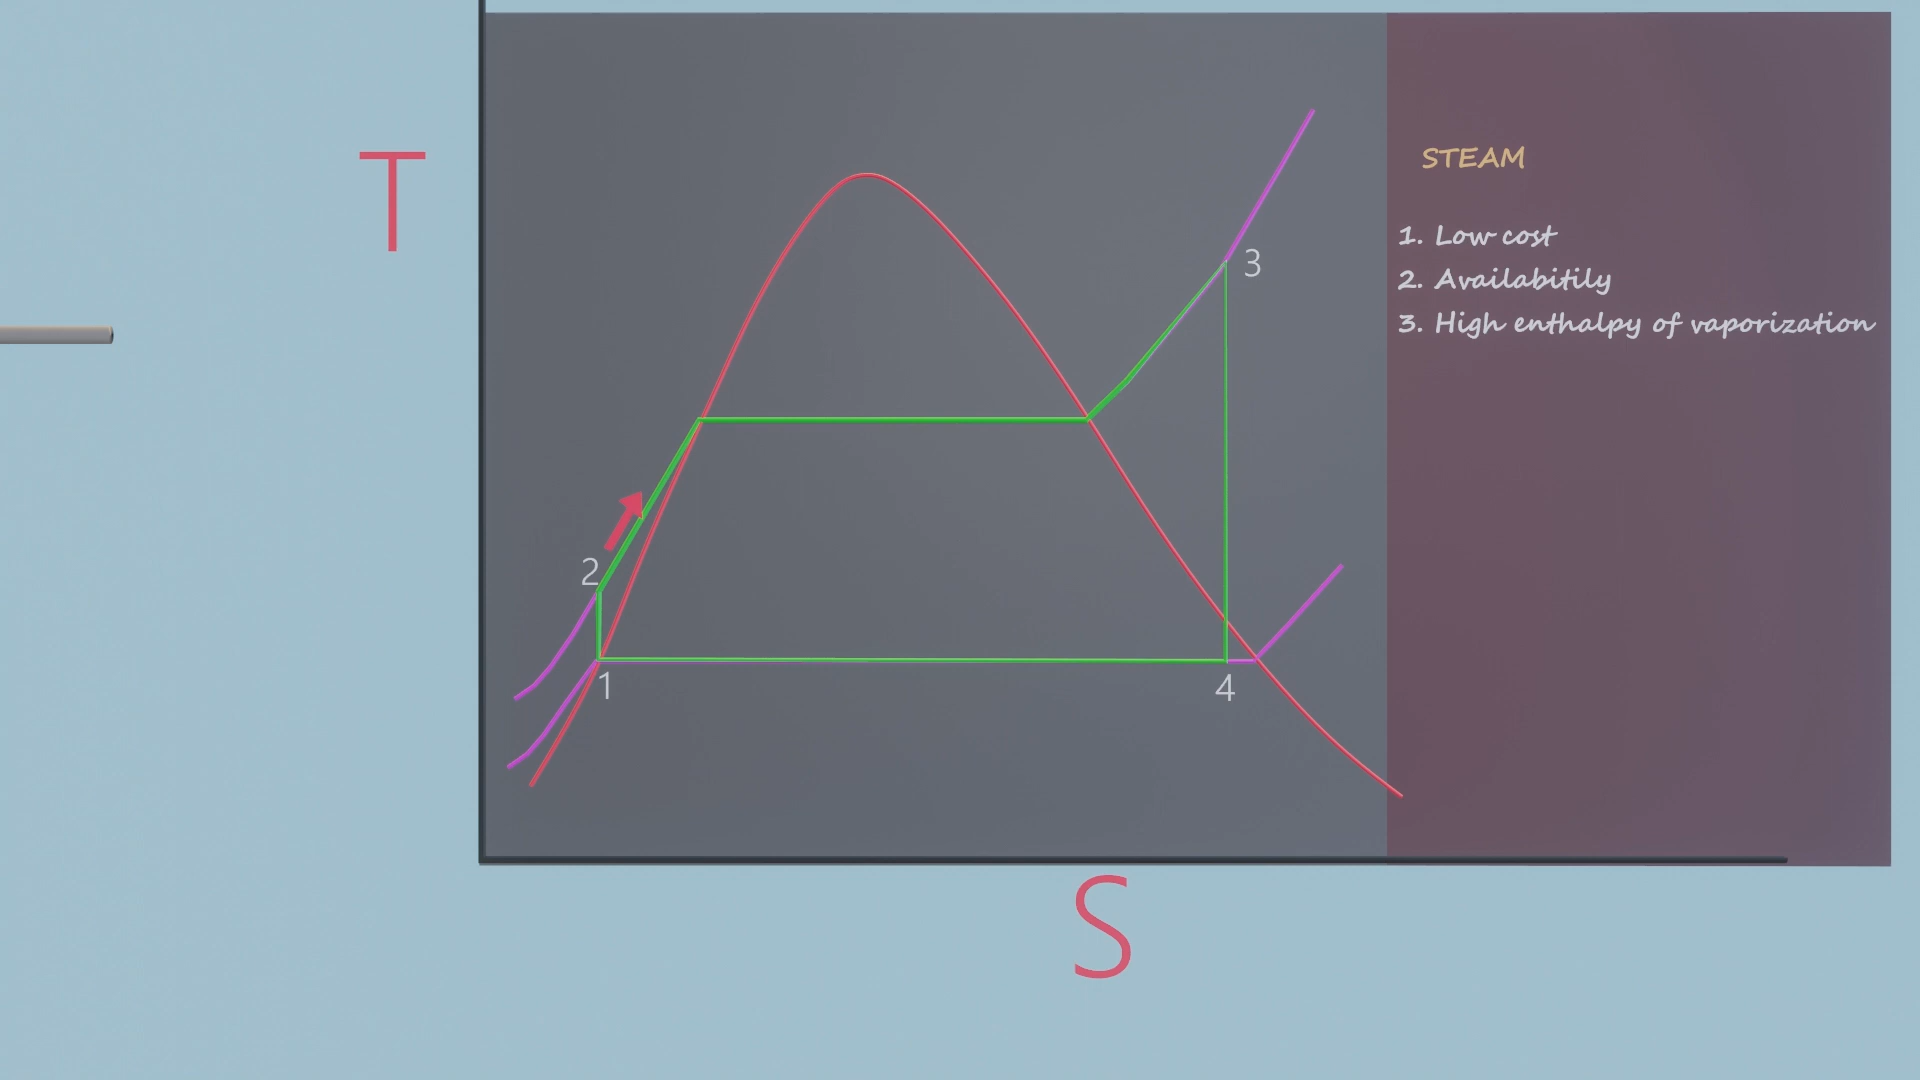 T
STEAM
1. Low cost
2. Availabitily
3. High enthalpy of vaporization
3
2
1
4
S